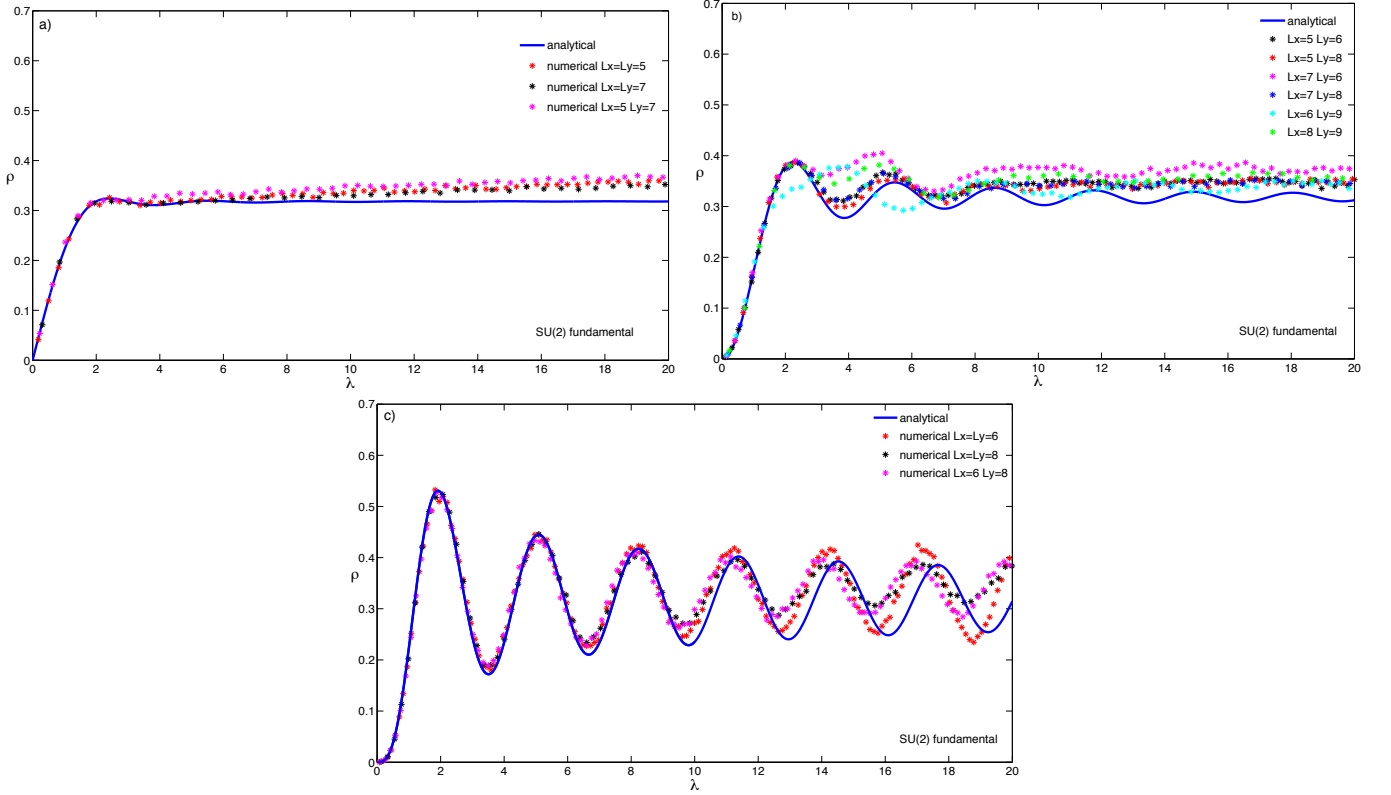 a)
0.7
0.6
0.5
0.4
0.3
0.2
0.1
0
ρ
analytical
numerical Lx=Ly=5
numerical Lx=Ly=7
numerical Lx=5 Ly=7
SU(2) fundamental
0 2 4 6 8 10 12 14 16 18 20
λ
b)
0.7
0.6
0.5
0.4
0.3
0.2
0.1
0
ρ
analytical
Lx=5 Ly=6
Lx=5 Ly=8
Lx=7 Ly=6
Lx=7 Ly=8
Lx=6 Ly=9
Lx=8 Ly=9
SU(2) fundamental
0 2 4 6 8 10 12 14 16 18 20
λ
c)
0.7
0.6
0.5
0.4
0.3
0.2
0.1
0
ρ
analytical
numerical Lx=Ly=6
numerical Lx=Ly=8
numerical Lx=6 Ly=8
SU(2) fundamental
0 2 4 6 8 10 12 14 16 18 20
λ